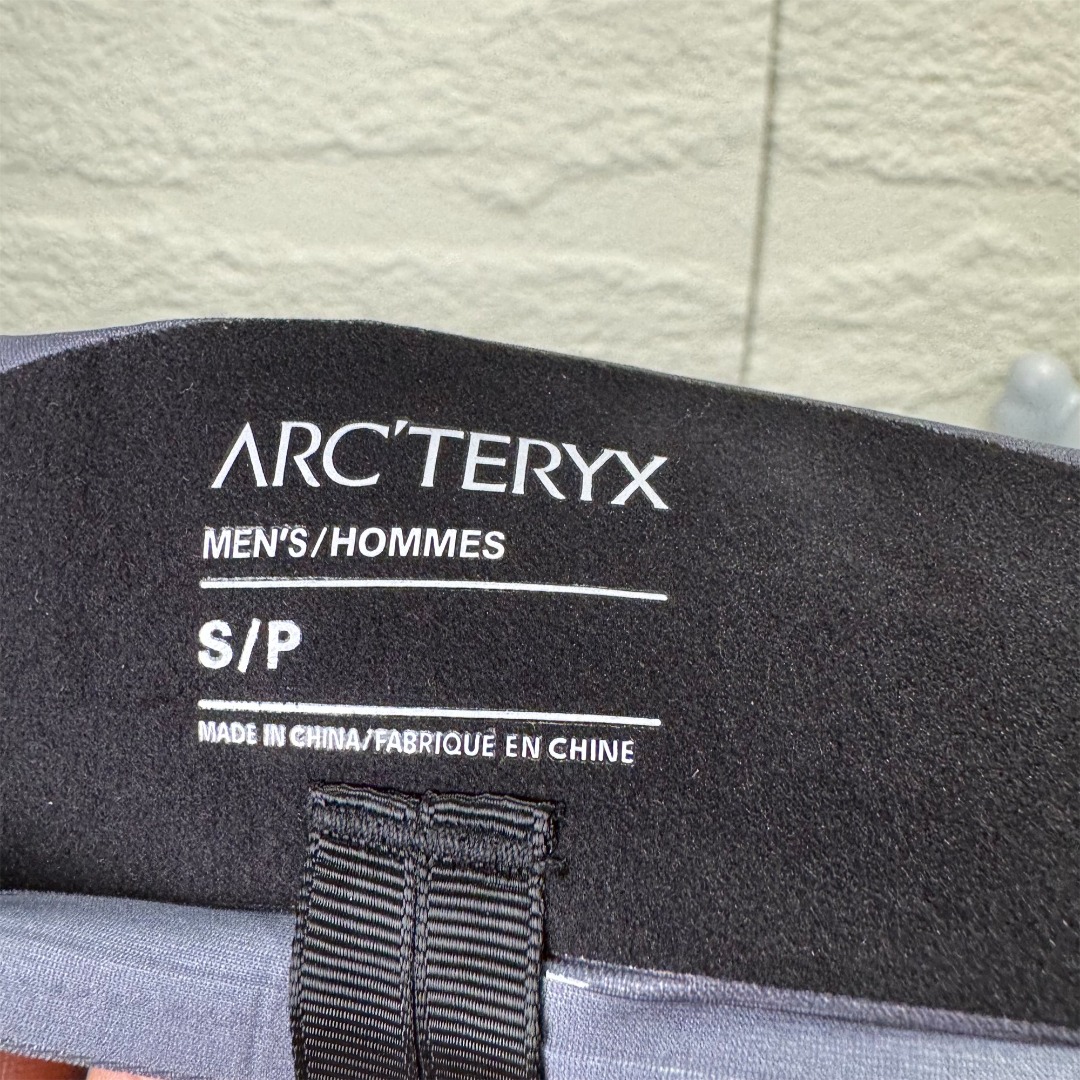 ARC'TERYX
MEN'S/HOMMES
S/P
MADE IN CHINA/FABRIQUE EN CHINE